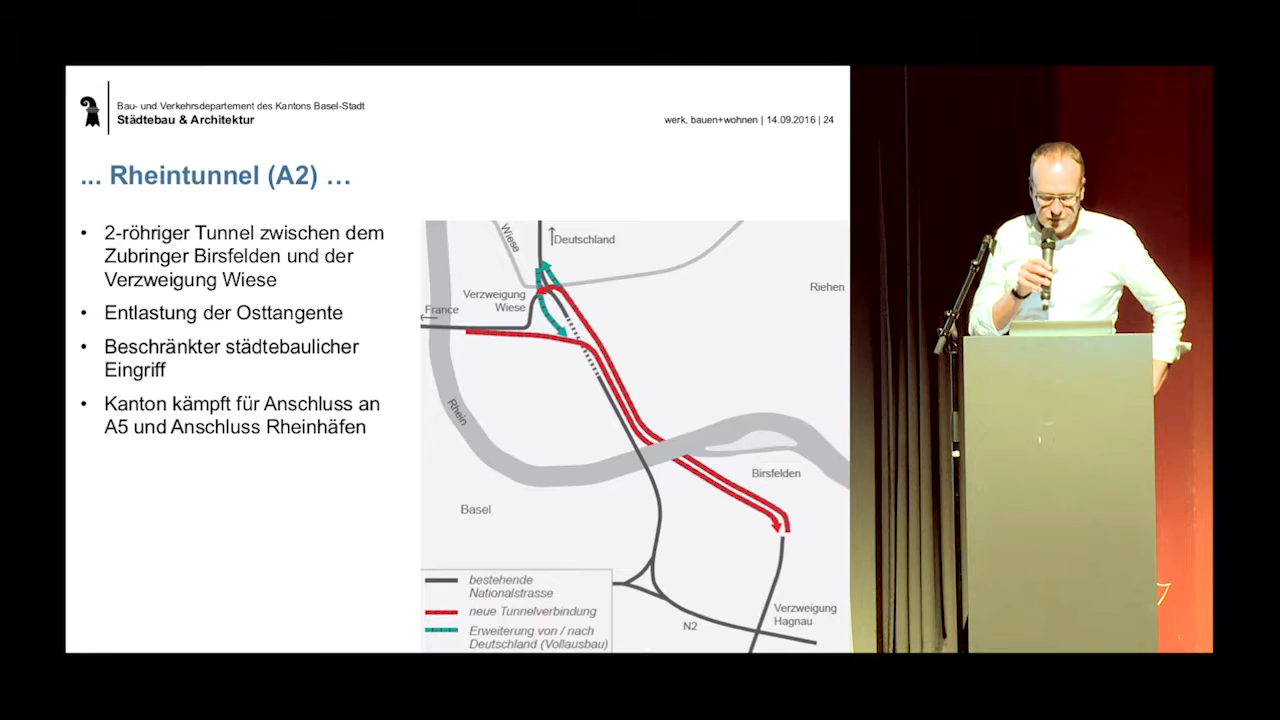 Bau- und Verkehrsdepartement des Kantons Basel-Stadt
Städtebau & Architektur
werk, bauen+wohnen | 14.09.2016 | 24
... Rheintunnel (A2) …
• 2-röhriger Tunnel zwischen dem
Zubringer Birsfelden und der
Verzweigung Wiese
• Entlastung der Osttangente
• Beschränkter städtebaulicher
Eingriff
• Kanton kämpft für Anschluss an
A5 und Anschluss Rheinhäfen
Wiese
Deutschland
Riehen
Verzweigung
Wiese
France
Rhein
Birsfelden
Basel
bestehende
Nationalstrasse
neue Tunnelverbindung
Erweiterung von / nach
Deutschland (Vollausbau)
N2
Verzweigung
Hagnau